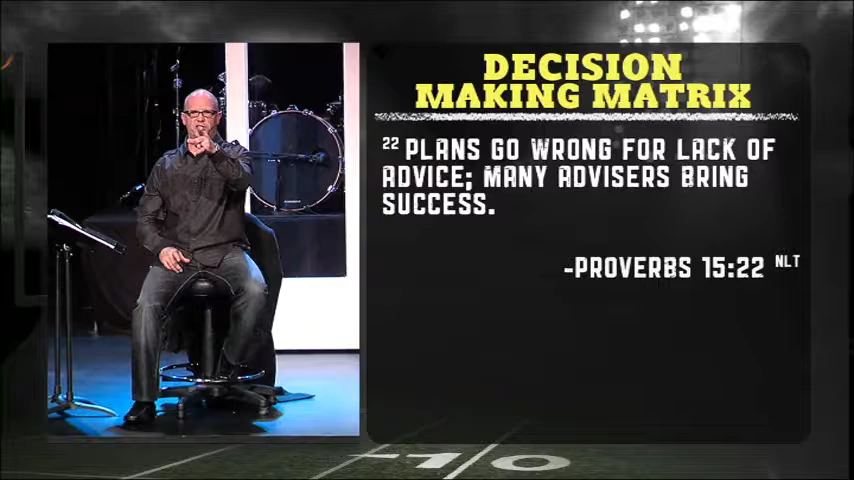 DECISION
MAKING MATRIX
22 PLANS GO WRONG FOR LACK OF
ADVICE; MANY ADVISERS BRING
SUCCESS.
-PROVERBS 15:22 NLT
-10